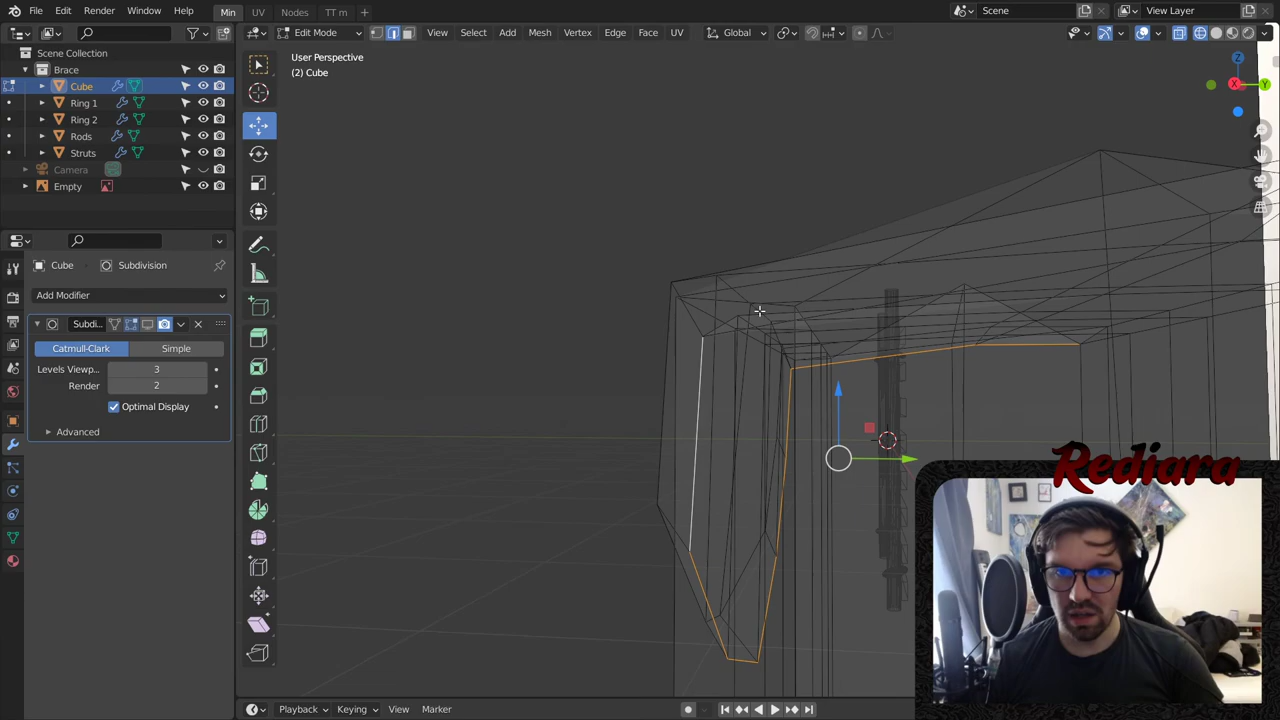 File Edit Render Window Help Min UV Nodes TT m Scene View Layer
Edit Mode View Select Add Mesh Vertex Edge Face UV Global
Scene Collection
Brace
Cube
Ring 1
Ring 2
Rods
Struts
Camera
Empty
User Perspective
(2) Cube
Z
X
Y
Cube Subdivision
Add Modifier
Subdi...
Catmull-Clark Simple
Levels Viewp... 3
Render 2
Optimal Display
Advanced
Rediara
Playback Keying View Marker